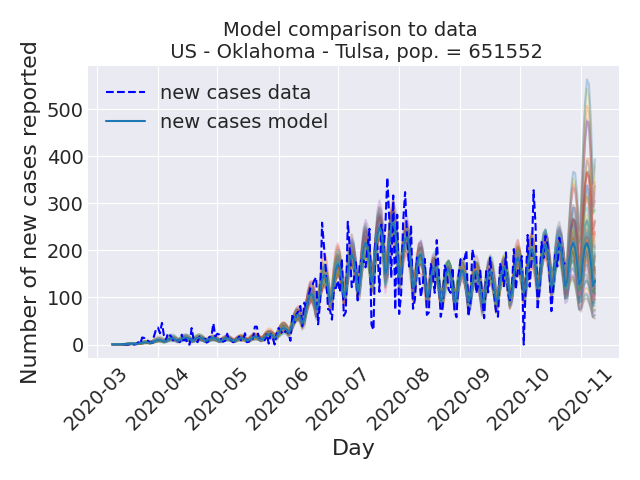 Model comparison to data
US - Oklahoma - Tulsa, pop. = 651552
Number of new cases reported
500
400
300
200
100
0
new cases data
new cases model
2020-03
2020-04
2020-05
2020-06
2020-07
2020-08
2020-09
2020-10
2020-11
Day